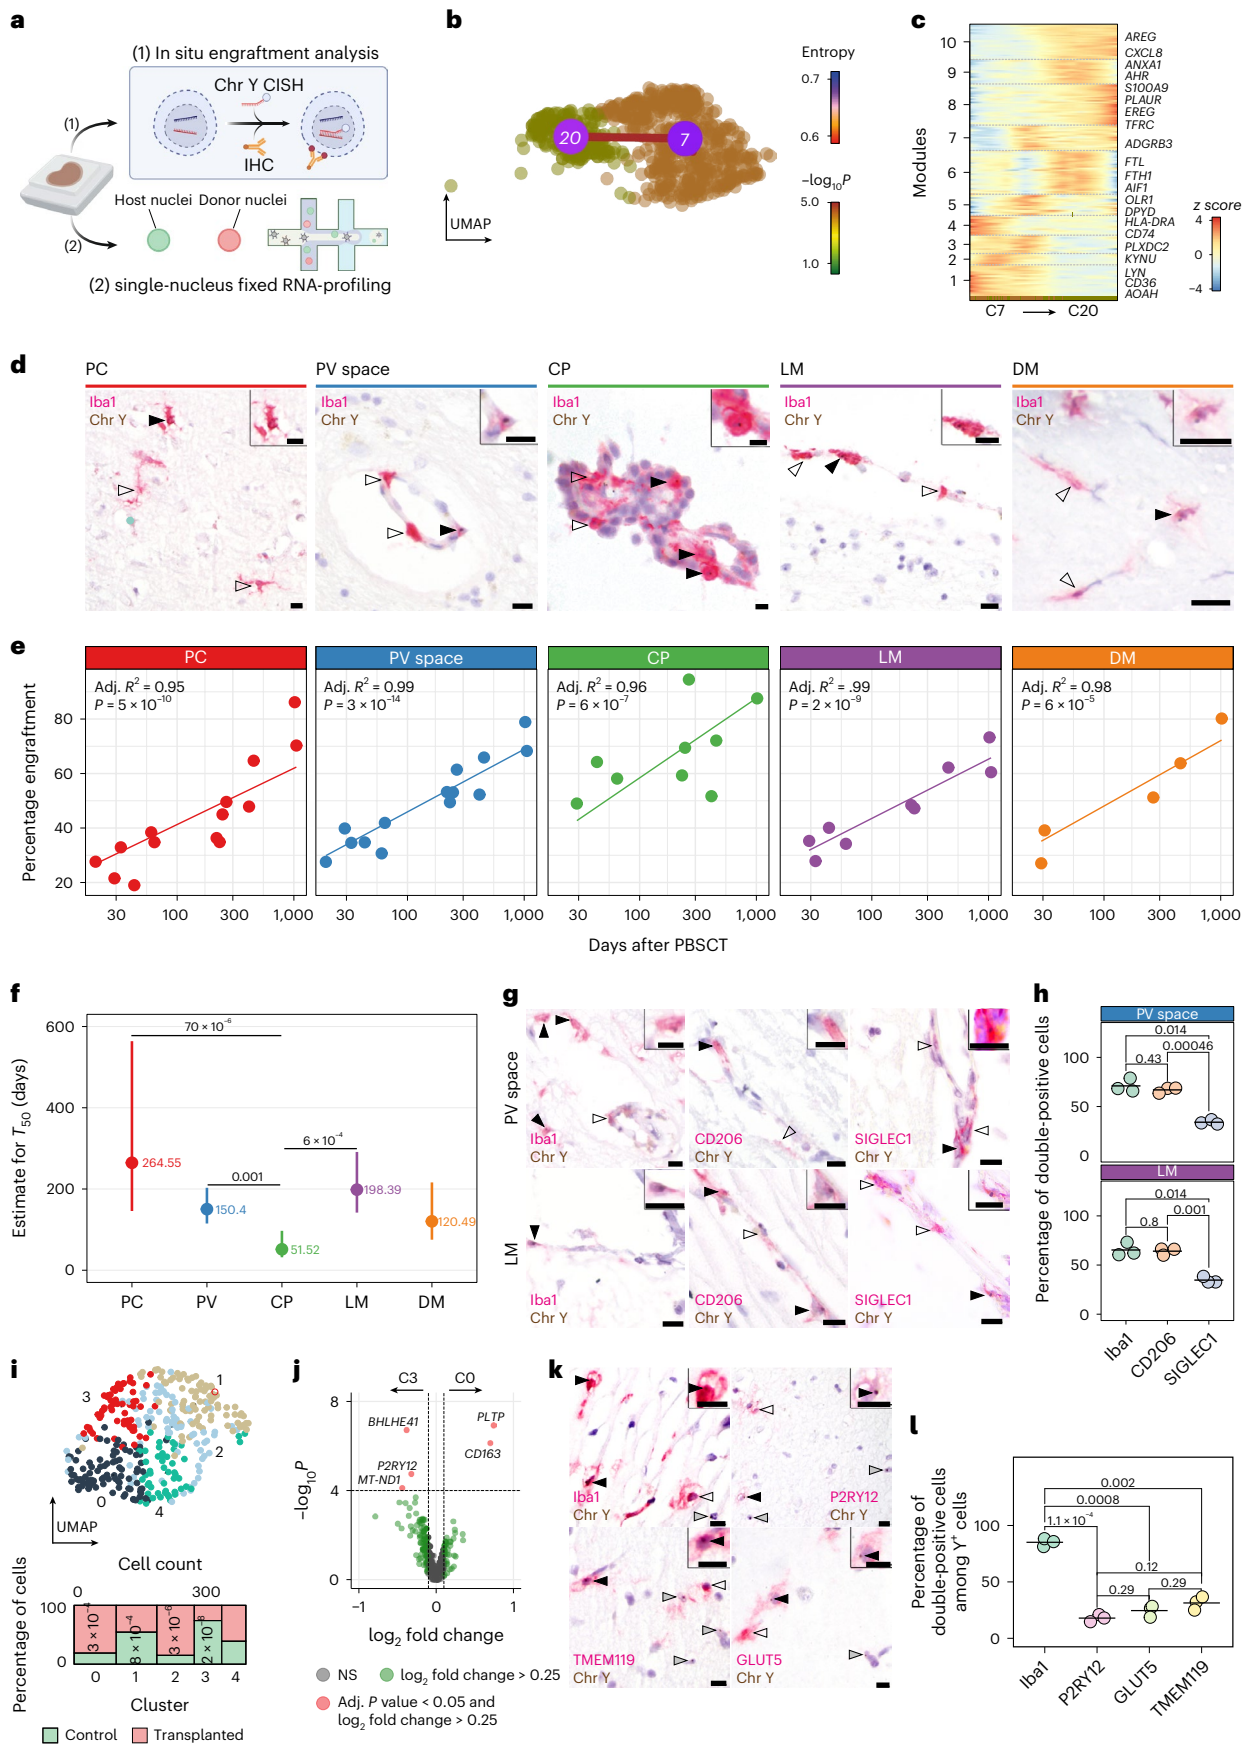 a
(1) In situ engraftment analysis
Chr Y CISH
IHC
(1)
(2)
Host nuclei
Donor nuclei
(2) single-nucleus fixed RNA-profiling
b
20
7
UMAP
Entropy
0.7
0.6
−log10P
5.0
1.0
c
Modules
10
9
8
7
6
5
4
3
2
1
AREG
CXCL8
ANXA1
AHR
S100A9
PLAUR
EREG
TFRC
ADGRB3
FTL
FTH1
AIF1
OLR1
DPYD
HLA-DRA
CD74
PLXDC2
KYNU
LYN
CD36
AOAH
C7
C20
z score
4
0
−4
d
PC
Iba1
Chr Y
PV space
Iba1
Chr Y
CP
Iba1
Chr Y
LM
Iba1
Chr Y
DM
Iba1
Chr Y
e
Percentage engraftment
80
60
40
20
PC
Adj. R2 = 0.95
P = 5 × 10−10
30 100 300 1,000
PV space
Adj. R2 = 0.99
P = 3 × 10−14
30 100 300 1,000
CP
Adj. R2 = 0.96
P = 6 × 10−7
30 100 300 1,000
LM
Adj. R2 = .99
P = 2 × 10−9
30 100 300 1,000
DM
Adj. R2 = 0.98
P = 6 × 10−5
30 100 300 1,000
Days after PBSCT
f
Estimate for T50 (days)
600
400
200
0
70 × 10−6
0.001
6 × 10−4
264.55
150.4
51.52
198.39
120.49
PC PV CP LM DM
g
PV space
LM
Iba1
Chr Y
CD206
Chr Y
SIGLEC1
Chr Y
Iba1
Chr Y
CD206
Chr Y
SIGLEC1
Chr Y
h
Percentage of double-positive cells
PV space
0.014
0.00046
0.43
100
50
0
LM
0.014
0.001
0.8
100
50
0
Iba1
CD206
SIGLEC1
i
3
1
2
0
4
UMAP
Cell count
0 300
Percentage of cells
100
0
3 × 10−4
8 × 10−4
3 × 10−6
2 × 10−8
0 1 2 3 4
Cluster
Control
Transplanted
j
C3
C0
−log10P
8
4
0
BHLHE41
PLTP
CD163
P2RY12
MT-ND1
−1 0 1
log2 fold change
NS
log2 fold change > 0.25
Adj. P value < 0.05 and
log2 fold change > 0.25
k
Iba1
Chr Y
P2RY12
Chr Y
TMEM119
Chr Y
GLUT5
Chr Y
l
Percentage of
double-positive cells
among Y+ cells
100
50
0
0.002
0.0008
1.1 × 10−4
0.12
0.29
0.29
Iba1
P2RY12
GLUT5
TMEM119